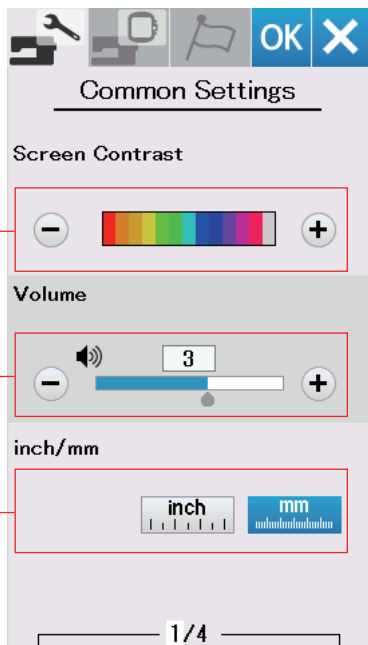 OK
Common Settings
Screen Contrast
Volume
3
inch/mm
inch mm
1/4